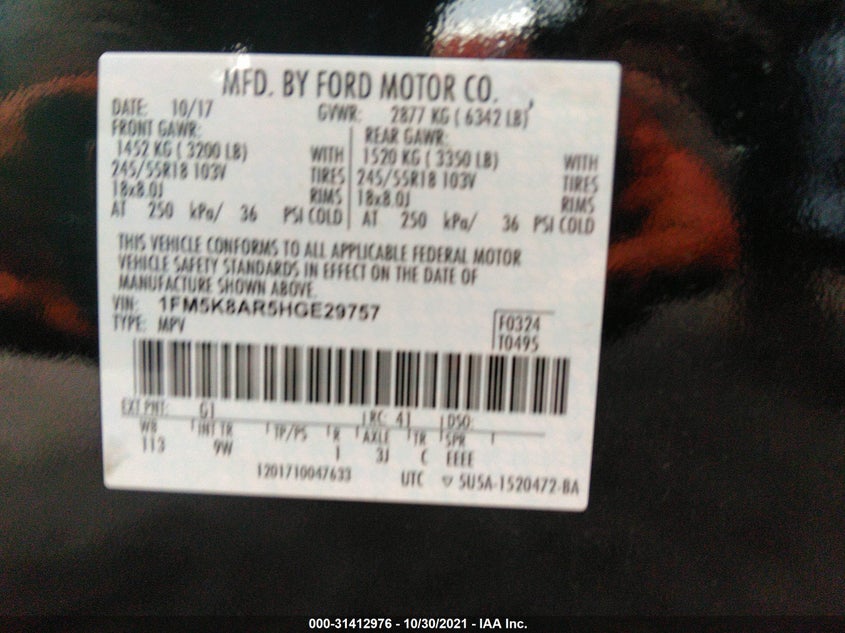 MFD. BY FORD MOTOR CO.
DATE: 10/17 GVWR: 2877 KG ( 6342 LB)
FRONT GAWR: REAR GAWR:
1452 KG ( 3200 LB) WITH 1520 KG ( 3350 LB) WITH
245/55R18 103V TIRES 245/55R18 103V TIRES
18x8.0J RIMS 18x8.0J RIMS
AT 250 kPa/ 36 PSI COLD AT 250 kPa/ 36 PSI COLD
THIS VEHICLE CONFORMS TO ALL APPLICABLE FEDERAL MOTOR
VEHICLE SAFETY STANDARDS IN EFFECT ON THE DATE OF
MANUFACTURE SHOWN ABOVE.
VIN: 1FM5K8AR5HGE29757
TYPE: MPV
F0324
T0495
EXT PNT: G1 RC: 41 DSO:
WB INT TR TP/PS R AXLE TR SPR
113 9W 1 3J C EEEE
1201710047633 UTC ▽ 5U5A-1520472-BA
000-31412976 - 10/30/2021 - IAA Inc.